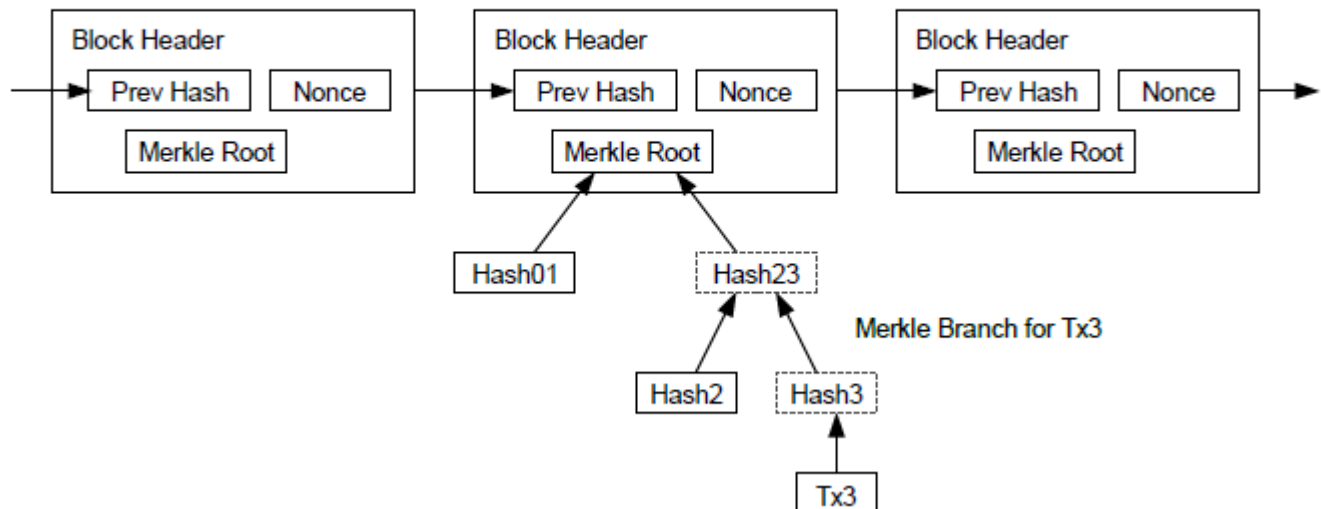 Block Header
Block Header
Block Header
Prev Hash
Nonce
Prev Hash
Nonce
Prev Hash
Nonce
Merkle Root
Merkle Root
Merkle Root
Hash01
Hash23
Merkle Branch for Tx3
Hash2
Hash3
Tx3